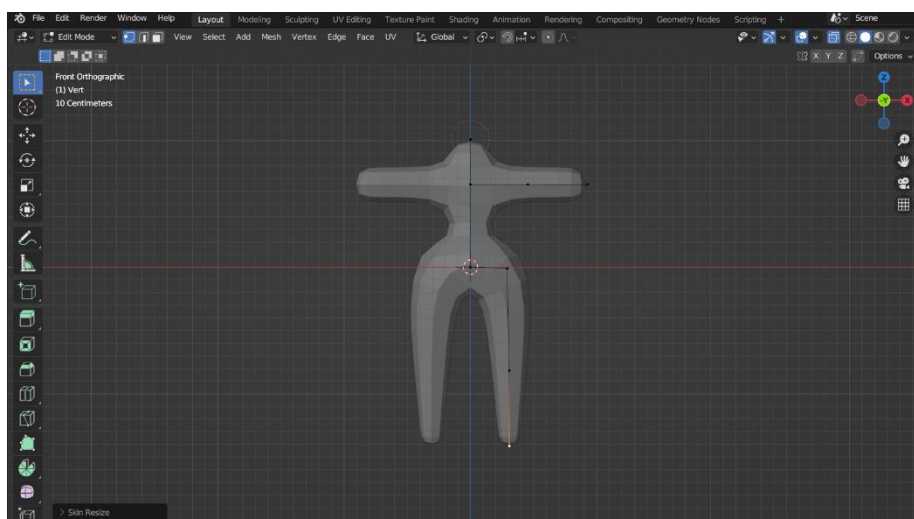 File Edit Render Window Help Layout Modeling Sculpting UV Editing Texture Paint Shading Animation Rendering Compositing Geometry Nodes Scripting + Scene
Edit Mode View Select Add Mesh Vertex Edge Face UV Global
X Y Z Options
Front Orthographic
(1) Vert
10 Centimeters
Z
-Y X
> Skin Resize